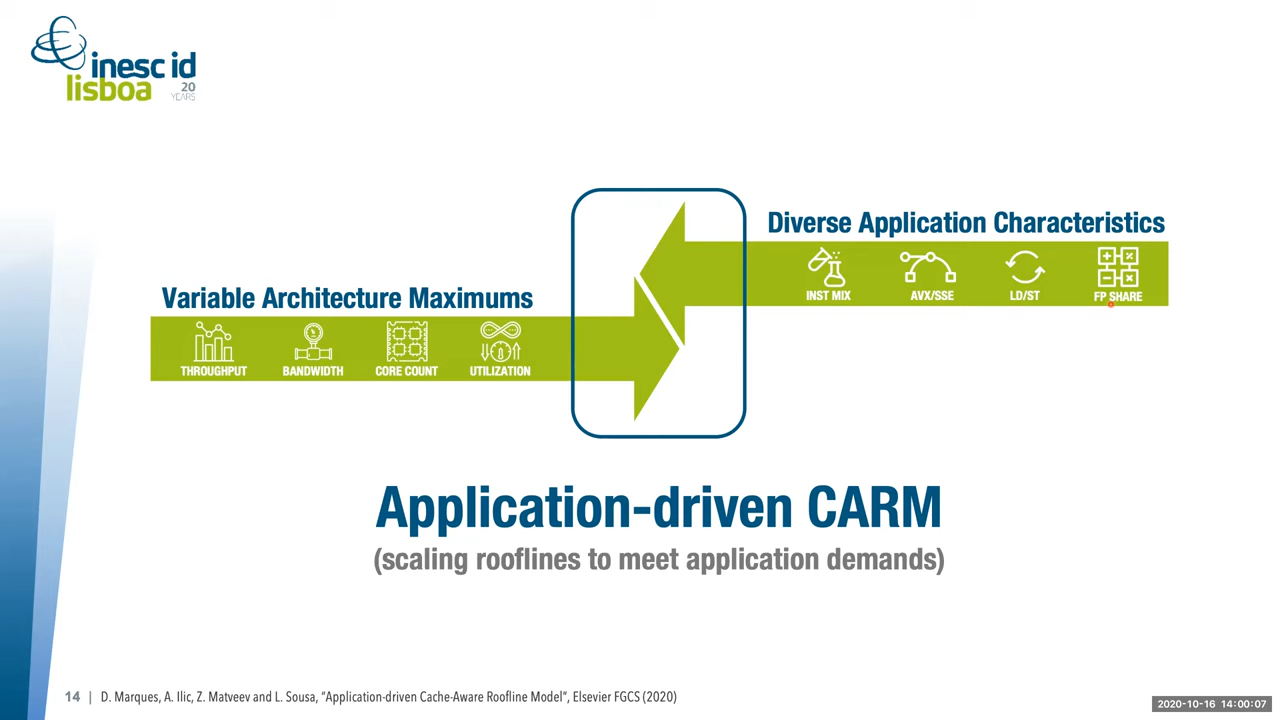 inesc id
lisboa
20
YEARS
Diverse Application Characteristics
INST MIX
AVX/SSE
LD/ST
FP SHARE
Variable Architecture Maximums
THROUGHPUT
BANDWIDTH
CORE COUNT
UTILIZATION
Application-driven CARM
(scaling rooflines to meet application demands)
14 | D. Marques, A. Ilic, Z. Matveev and L. Sousa, "Application-driven Cache-Aware Roofline Model", Elsevier FGCS (2020)
2020-10-16 14:00:07